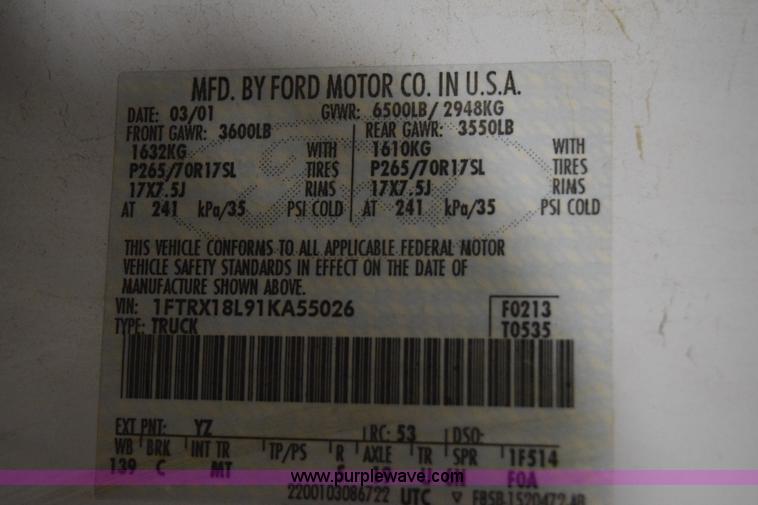 MFD. BY FORD MOTOR CO. IN U.S.A.
DATE: 03/01 GVWR: 6500LB/ 2948KG
FRONT GAWR: 3600LB REAR GAWR: 3550LB
1632KG WITH 1610KG WITH
P265/70R17SL TIRES P265/70R17SL TIRES
17X7.5J RIMS 17X7.5J RIMS
AT 241 kPa/35 PSI COLD AT 241 kPa/35 PSI COLD
THIS VEHICLE CONFORMS TO ALL APPLICABLE FEDERAL MOTOR
VEHICLE SAFETY STANDARDS IN EFFECT ON THE DATE OF
MANUFACTURE SHOWN ABOVE.
VIN: 1FTRX18L91KA55026 F0213
TYPE: TRUCK T0535
EXT PNT: YZ RC: 53 DSO:
WB BRK INT TR TP/PS R AXLE TR SPR 1F514
139 C MT FOA
www.purplewave.com
2200103086722 UTC